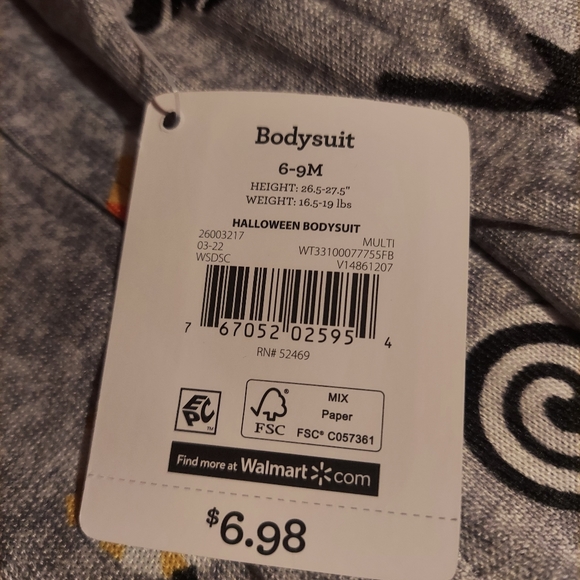 Bodysuit
6-9M
HEIGHT: 26.5-27.5"
WEIGHT: 16.5-19 lbs
HALLOWEEN BODYSUIT
26003217 MULTI
03-22 WT33100077755FB
WSDSC V14861207
7 67052 02595 4
RN# 52469
EPC™
FSC®
FSC
MIX
Paper
FSC® C057361
Find more at Walmart.com
$6.98